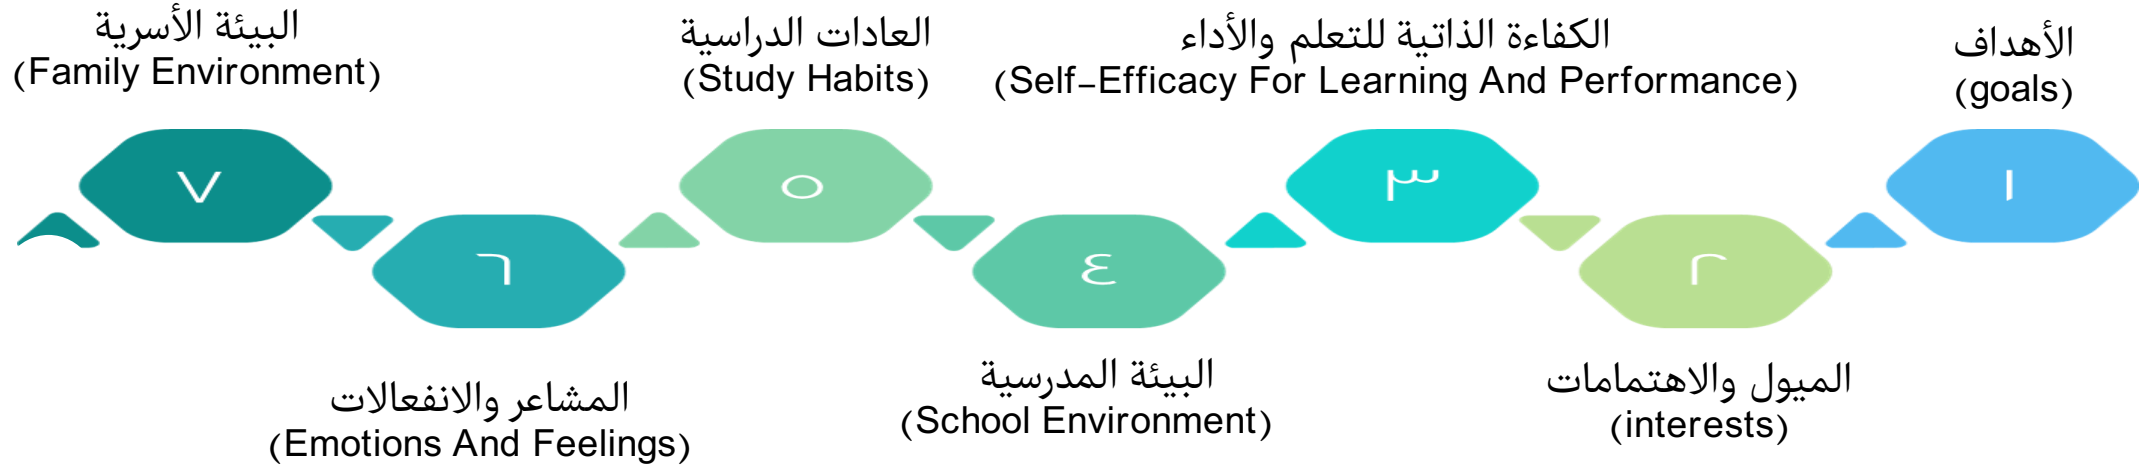 الأهداف
(goals)
١
٢
الميول والاهتمامات
(interests)
الكفاءة الذاتية للتعلم والأداء
(Self-Efficacy For Learning And Performance)
٣
٤
البيئة المدرسية
(School Environment)
العادات الدراسية
(Study Habits)
٥
٦
المشاعر والانفعالات
(Emotions And Feelings)
البيئة الأسرية
(Family Environment)
٧